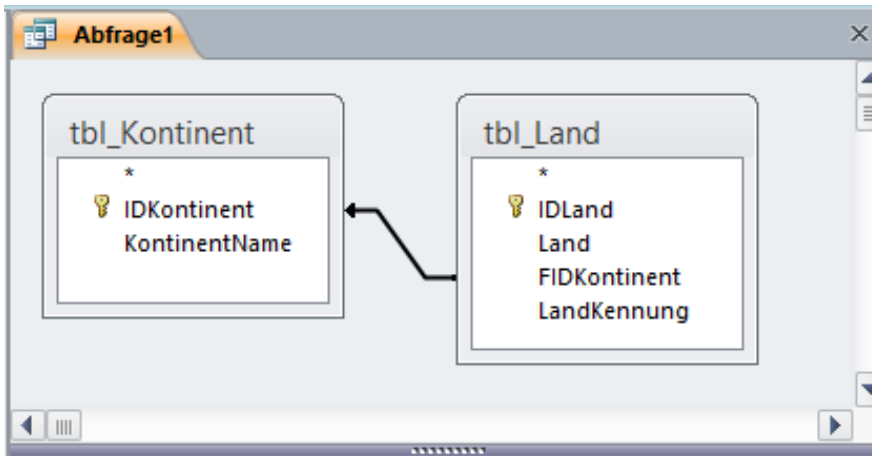 Abfrage1
tbl_Kontinent
*
IDKontinent
KontinentName
tbl_Land
*
IDLand
Land
FIDKontinent
LandKennung